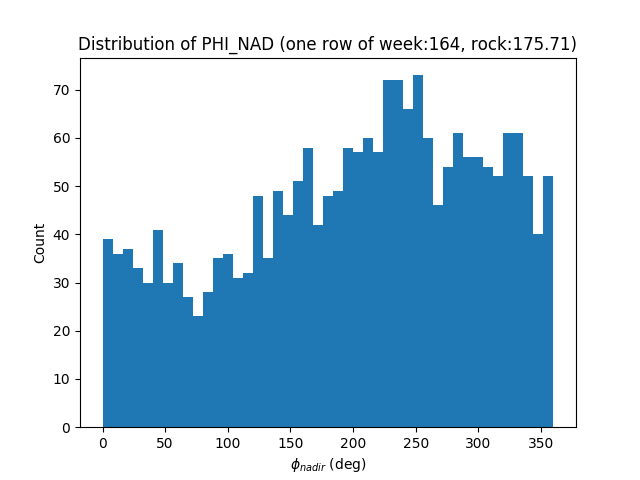 Distribution of PHI_NAD (one row of week:164, rock:175.71)
70
60
50
40
30
20
10
0
Count
0 50 100 150 200 250 300 350
ϕnadir (deg)